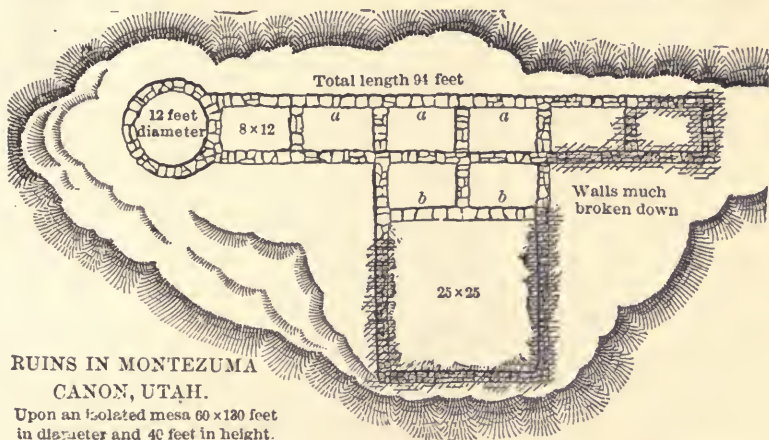 Total length 94 feet
12 feet
diameter
8 × 12
a
a
a
b
b
Walls much
broken down
25 × 25
RUINS IN MONTEZUMA
CANON, UTAH.
Upon an isolated mesa 60 × 130 feet
in diameter and 40 feet in height.